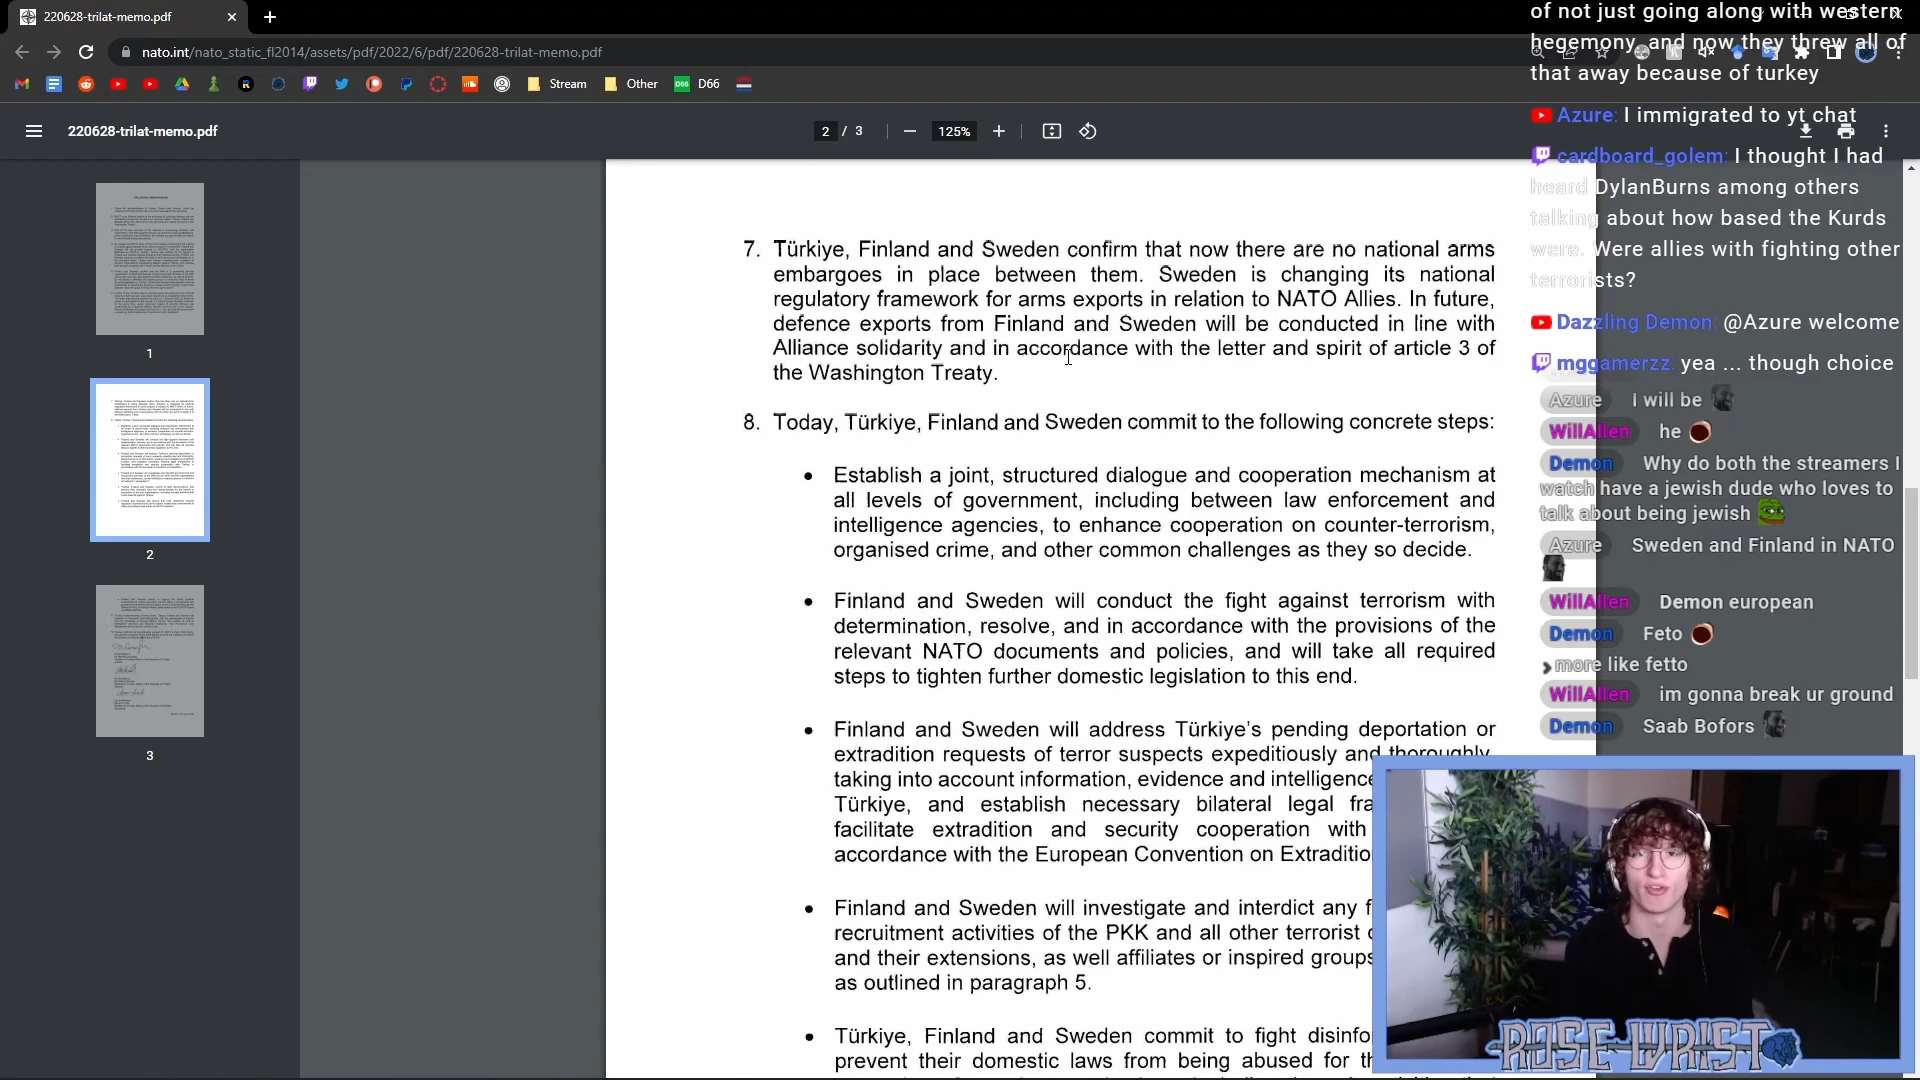 220628-trilat-memo.pdf
nato.int/nato_static_fl2014/assets/pdf/2022/6/pdf/220628-trilat-memo.pdf
Stream
Other
D66
D66
220628-trilat-memo.pdf
2 / 3
125%
1
2
3
7. Türkiye, Finland and Sweden confirm that now there are no national arms
embargoes in place between them. Sweden is changing its national
regulatory framework for arms exports in relation to NATO Allies. In future,
defence exports from Finland and Sweden will be conducted in line with
Alliance solidarity and in accordance with the letter and spirit of article 3 of
the Washington Treaty.
8. Today, Türkiye, Finland and Sweden commit to the following concrete steps:
• Establish a joint, structured dialogue and cooperation mechanism at
all levels of government, including between law enforcement and
intelligence agencies, to enhance cooperation on counter-terrorism,
organised crime, and other common challenges as they so decide.
• Finland and Sweden will conduct the fight against terrorism with
determination, resolve, and in accordance with the provisions of the
relevant NATO documents and policies, and will take all required
steps to tighten further domestic legislation to this end.
• Finland and Sweden will address Türkiye's pending deportation or
extradition requests of terror suspects expeditiously and thoroughly,
taking into account information, evidence and intelligence
Türkiye, and establish necessary bilateral legal
facilitate extradition and security cooperation with
accordance with the European Convention on
• Finland and Sweden will investigate and interdict any
recruitment activities of the PKK and all other terrorist
and their extensions, as well affiliates or inspired groups
as outlined in paragraph 5.
• Türkiye, Finland and Sweden commit to fight
prevent their domestic laws from being abused for
of not just going along with western
hegemony, and now they threw all of
that away because of turkey
Azure: I immigrated to yt chat
cardboard_golem: I thought I had
heard DylanBurns among others
talking about how based the Kurds
were. Were allies with fighting other
terrorists?
Dazzling Demon: @Azure welcome
mggamerzz: yea ... though choice
Azure I will be
WillAllen he
Demon Why do both the streamers I
watch have a jewish dude who loves to
talk about being jewish
Azure Sweden and Finland in NATO
WillAllen Demon european
Demon Feto
more like fetto
WillAllen im gonna break ur ground
Demon Saab Bofors
ROSE WRIST